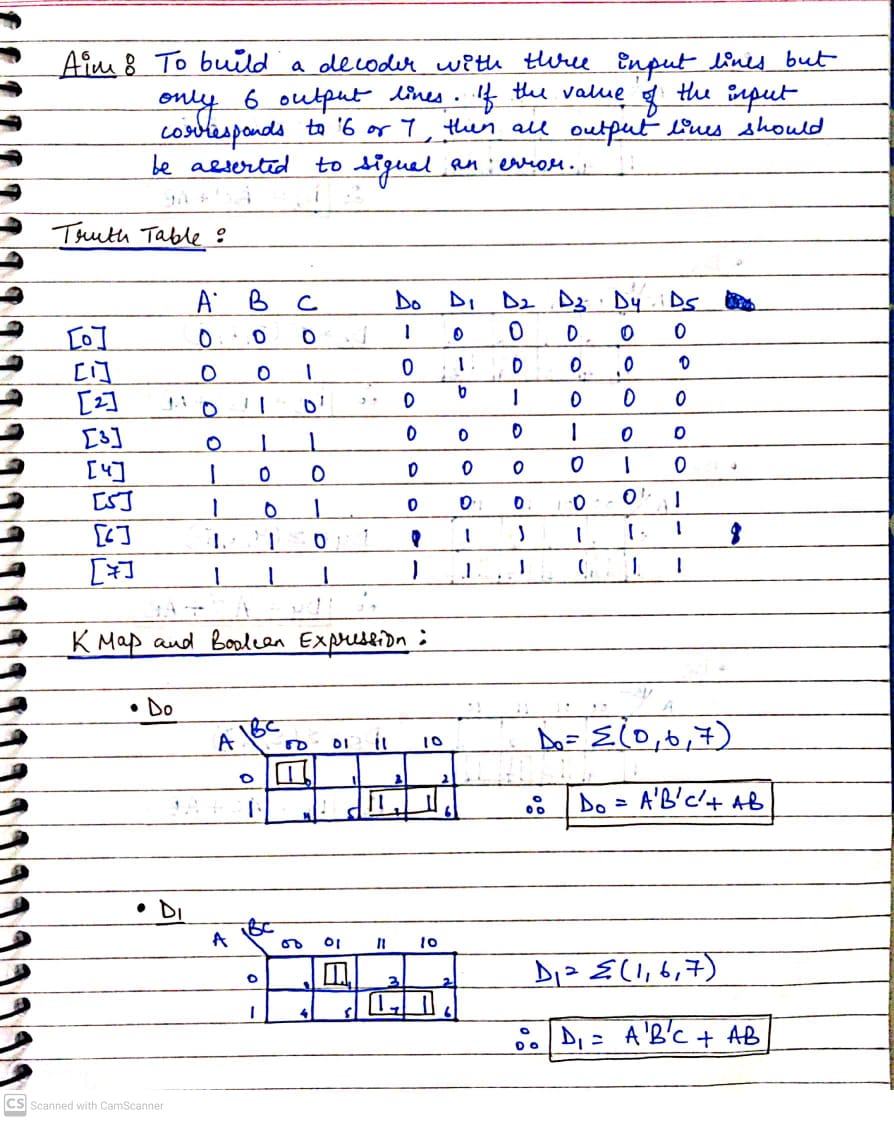 Aim : To build a decoder with three input lines but
only 6 output lines. If the value of the input
corresponds to '6 or 7, then all output lines should
be asserted to signal an error.
Truth Table :
A B C D0 D1 D2 D3 D4 D5
[0] 0 0 0 1 0 0 0 0 0
[1] 0 0 1 0 1 0 0 0 0
[2] 0 1 0 0 0 1 0 0 0
[3] 0 1 1 0 0 0 1 0 0
[4] 1 0 0 0 0 0 0 1 0
[5] 1 0 1 0 0 0 0 0 1
[6] 1 1 0 1 1 1 1 1 1
[7] 1 1 1 1 1 1 1 1 1
K Map and Boolean Expression :
• D0
A \ BC 00 01 11 10
0 1 0 1 3 2
1 4 5 1 7 1 6
D0 = Σ(0,6,7)
∴ D0 = A'B'C' + AB
• D1
A \ BC 00 01 11 10
0 0 1 1 3 2
1 4 5 1 7 1 6
D1 = Σ(1,6,7)
∴ D1 = A'B'C + AB
CS Scanned with CamScanner